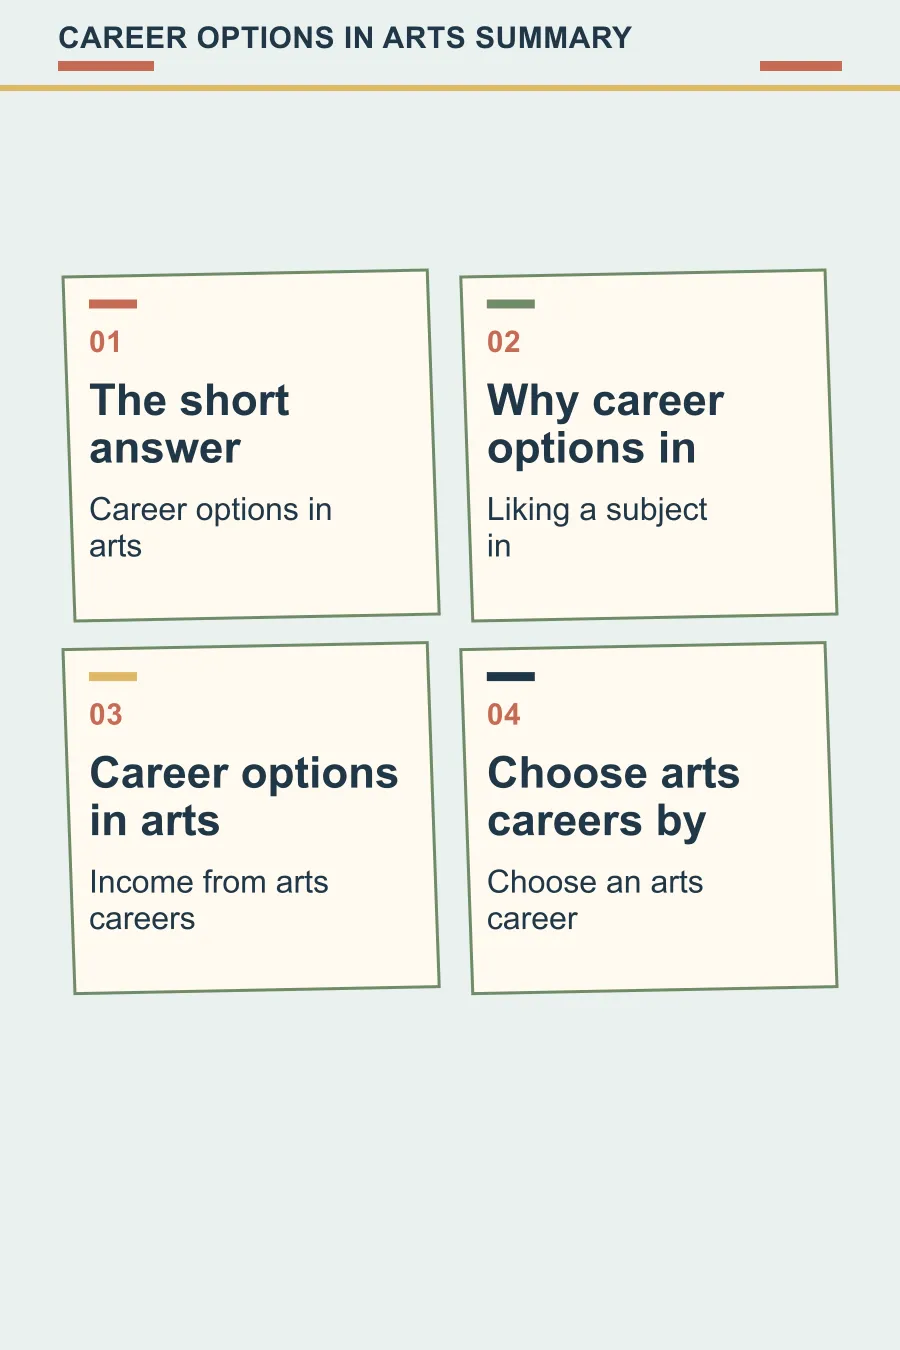 CAREER OPTIONS IN ARTS SUMMARY
01
The short
answer
Career options in
arts
02
Why career
options in
Liking a subject
in
03
Career options
in arts
Income from arts
careers
04
Choose arts
careers by
Choose an arts
career